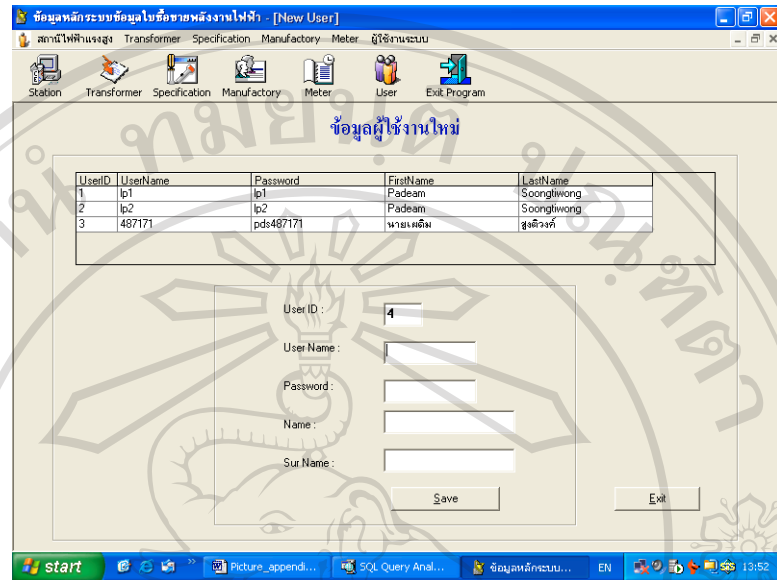 ข้อมูลหลักระบบข้อมูลใบซื้อขายพลังงานไฟฟ้า - [New User]
สถานีไฟฟ้าแรงสูง Transformer Specification Manufactory Meter ผู้ใช้งานระบบ
Station Transformer Specification Manufactory Meter User Exit Program
ข้อมูลผู้ใช้งานใหม่
UserID UserName Password FirstName LastName
1 lp1 lp1 Padeam Soongtiwong
2 lp2 lp2 Padeam Soongtiwong
3 487171 pds487171 นายเผดิม สูงติวงค์
User ID : 4
User Name :
Password :
Name :
Sur Name :
Save Exit
start Picture_appendi... SQL Query Anal... ข้อมูลหลักระบบ... EN 13:52